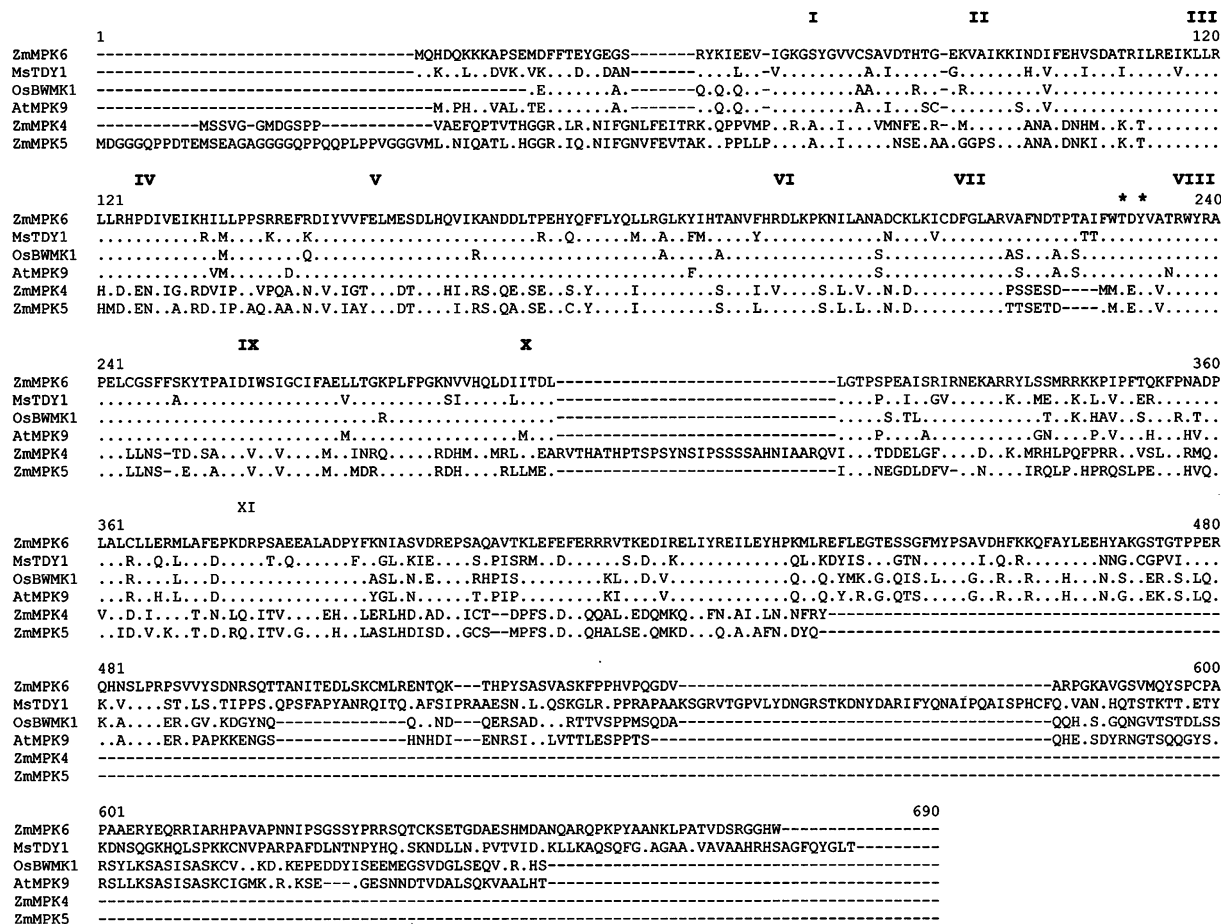 I II III
1 120
ZmMPK6 ----------------------------------MQHDQKKKAPSEMDFFTEYGEGS-------RYKIEEV-IGKGSYGVVCSAVDTHTG-EKVAIKKINDIFEHVSDATRILREIKLLR
MsTDY1 ------------------------------------.K..L..DVK.VK...D..DAN-------....L..-V.........A.I.....-G.......H.V....I...I.....V....
OsBWMK1 -----------------------------------------------.E.......A.-------Q.K.Q..-............AA....R..-R........V.................
AtMPK9 ------------------------------------M.PH..VAL.TE.......A.-------..Q.Q..-............A..I...SC-........S..V................
ZmMPK4 -----------MSSVG-GMDGSPP------------VAEFQPTVTHGGR.LR.NIFGNLFEITRK.QPPVMP..R.A..I...VMNFE.R-.M......ANA.DNHM..K.T........
ZmMPK5 MDGGGQPPDTEMSEAGAGGGGQPPQQPLPPVGGGVML.NIQATL.HGGR.IQ.NIFGNVFEVTAK..PPLLP....A..I.....NSE.AA.GGPS...ANA.DNKI..K.T........
IV V VI VII * * VIII
121 240
ZmMPK6 LLRHPDIVEIKHILLPPSRREFRDIYVVFELMESDLHQVIKANDDLTPEHYQFFLYQLLRGLKYIHTANVFHRDLKPKNILANADCKLKICDFGLARVAFNDTPTAIFWTDYVATRWYRA
MsTDY1 ...........R.M....K...K........................R..Q......M..A..FM......Y.............N....V................TT..............
OsBWMK1 .............M........Q.................R...................A.....T................S.............AS...A.S...............
AtMPK9 ............VM......D..........................................F...................S..............S...A.S.........N.....
ZmMPK4 H.D.EN.IG.RDVIP..VPQA.N.V.IGT...DT...HI.RS.QE.SE..S.Y....I........S...I.V.....S.L.V..N.D..........PSSESD----MM.E..V......
ZmMPK5 HMD.EN..A.RD.IP.AQ.AA.N.V.IAY...DT....I.RS.QA.SE..C.Y....I........S...L.......S.L.L..N.D..........TTSETD----.M.E..V......
IX X
241 360
ZmMPK6 PELCGSFFSKYTPAIDIWSIGCIFAELLTGKPLFPGKNVVHQLDIITDL------------------------------LGTPSPEAISRIRNEKARRYLSSMRRKKPIPFTQKFPNADP
MsTDY1 ........A.................V..........SI.....L....------------------------------....P..I..GV......K..ME..K.L.V..ER.......
OsBWMK1 ..............................R..................------------------------------.....S.TL.............T..K.HAV..S...R.T..
AtMPK9 ..........................M..................M...------------------------------....P....A...........GN....P.V...H...HV..
ZmMPK4 ...LLNS-TD.SA...V..V....M..INRQ.....RDHM..MR..L..EARVTHATHPTSPSYNSIPSSSSAHNIAARQVI...TDDELGF....D..K..MRHLPQFPRR..VSL..RMQ.
ZmMPK5 ...LLNS-.E..A...V..V....M..MDR......RDH...RLLME.------------------------------I...NEGDLDFV-..N....IRQLP.HPRQSLPE...HVQ.
XI
361 480
ZmMPK6 LALCLLERMLAFEPKDRPSAEEALADPYFKNIASVDREPSAQAVTKLEFEFERRRVTKEDIRELIYREILEYHPKMLREFLEGTESSGFMYPSAVDHFKKQFAYLEEHYAKGSTGTPPER
MsTDY1 ...R..Q.L...D......T.Q.......F..GL.KIE...S.PISRM.D......S.D..K.............QL.KDYIS...GTN......I.Q.R........NNG.CGPVI....
OsBWMK1 ...R....L...D.................ASL.N.E....RHPIS.......KL..D.V..............Q..Q.YMK.G.QIS.L...G..R..R...H...N..S..ER.S.LQ.
AtMPK9 ...R..H.L...D.................YGL.N.....T.PIP........KI....V..............Q..Q.Y.R.G.QTS......G..R..R...H...N.G..EK.S.LQ.
ZmMPK4 V..D.I....T.N.LQ.ITV....EH..LERLHD.AD..ICT--DPFS.D..QQAL.EDQMKQ..FN.AI.LN.NFRY------------------------------------------
ZmMPK5 ..ID.V.K..T.D.RQ.ITV.G...H..LASLHDISD..GCS--MPFS.D..QHALSE.QMKD...Q.A.AFN.DYQ-------------------------------------------
481 600
ZmMPK6 QHNSLPRPSVVYSDNRSQTTANITEDLSKCMLRENTQK---THPYSASVASKFPPHVPQGDV----------------------------------------ARPGKAVGSVMQYSPCPA
MsTDY1 K.V....ST.LS.TIPPS.QPSFAPYANRQITQ.AFSIPRAAESN.L.QSKGLR.PPRAPAAKSGRVTGPVLYDNGRSTKDNYDARIFYQNAIPQAISPHCFQ.VAN.HQTSTKTT.ETY
OsBWMK1 K.A....ER.GV.KDGYNQ--------------Q..ND---QERSAD..RTTVSPPMSQDA----------------------------------------QQH.S.GQNGVTSTDLSS
AtMPK9 ..A....ER.PAPKKENGS--------------HNHDI---ENRSI..LVTTLESPPTS-------------------------------------------QHE.SDYRNGTSQQGYS.
ZmMPK4 ------------------------------------------------------------------------------------------------------------------------
ZmMPK5 ------------------------------------------------------------------------------------------------------------------------
601 690
ZmMPK6 PAAERYEQRRIARHPAVAPNNIPSGSSYPRRSQTCKSETGDAESHMDANQARQPKPYAANKLPATVDSRGGHW-----------------
MsTDY1 KDNSQGKHQLSPKKCNVPARPAFDLNTNPYHQ.SKNDLLN.PVTVID.KLLKAQSQFG.AGAA.VAVAAHRHSAGFQYGLT---------
OsBWMK1 RSYLKSASISASKCV..KD.KEPEDDYISEEMEGSVDGLSEQV.R.HS------------------------------------------
AtMPK9 RSLLKSASISASKCIGMK.R.KSE---.GESNNDTVDALSQKVAALHT------------------------------------------
ZmMPK4 ------------------------------------------------------------------------------------------
ZmMPK5 ------------------------------------------------------------------------------------------